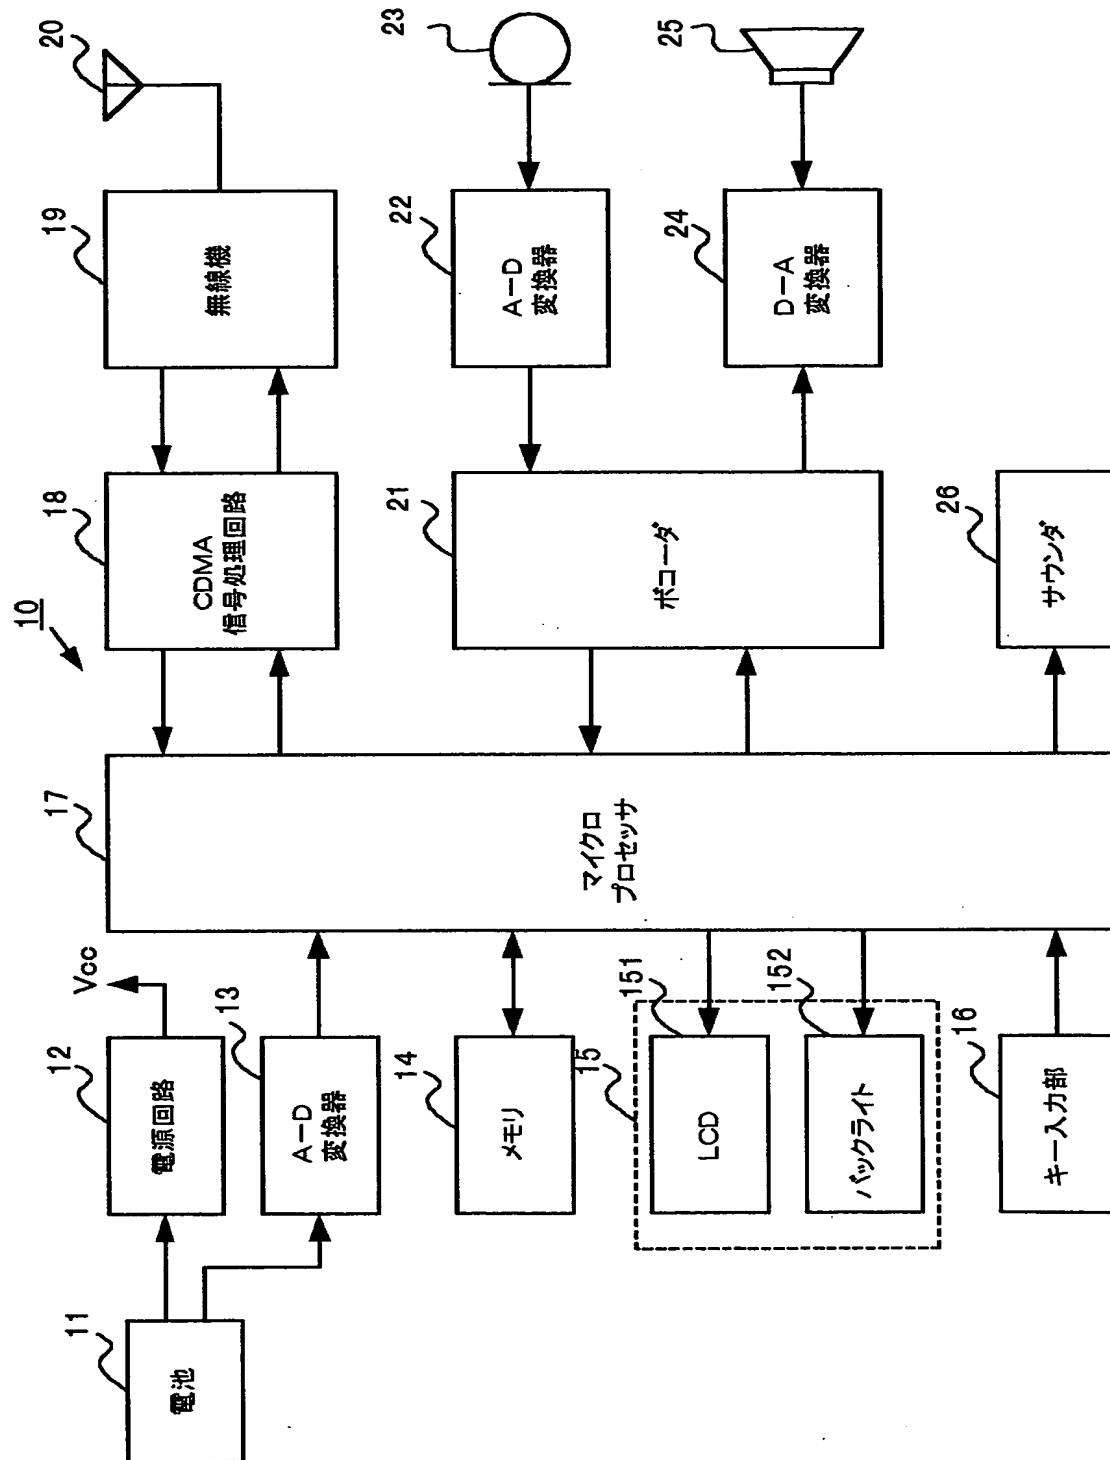 10
11
電池
12
電源回路
Vcc
13
A－D
変換器
14
メモリ
15
151
LCD
152
バックライト
16
キー入力部
17
マイクロ
プロセッサ
18
CDMA
信号処理回路
19
無線機
20
21
ボコーダ
22
A－D
変換器
23
24
D－A
変換器
25
26
サウンダ